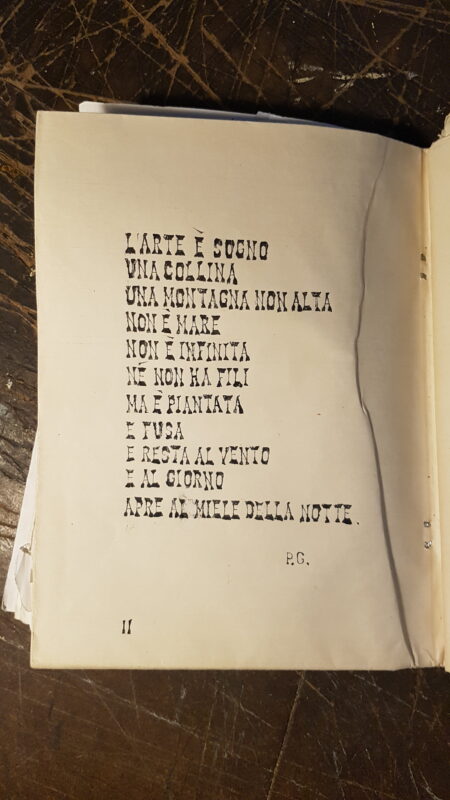 L'ARTE È SOGNO
UNA COLLINA
UNA MONTAGNA NON ALTA
NON È MARE
NON È INFINITA
NÉ NON HA FILI
MA È PIANTATA
E FUSA
E RESTA AL VENTO
E AL GIORNO
APRE AL MIELE DELLA NOTTE.
P.G.
11